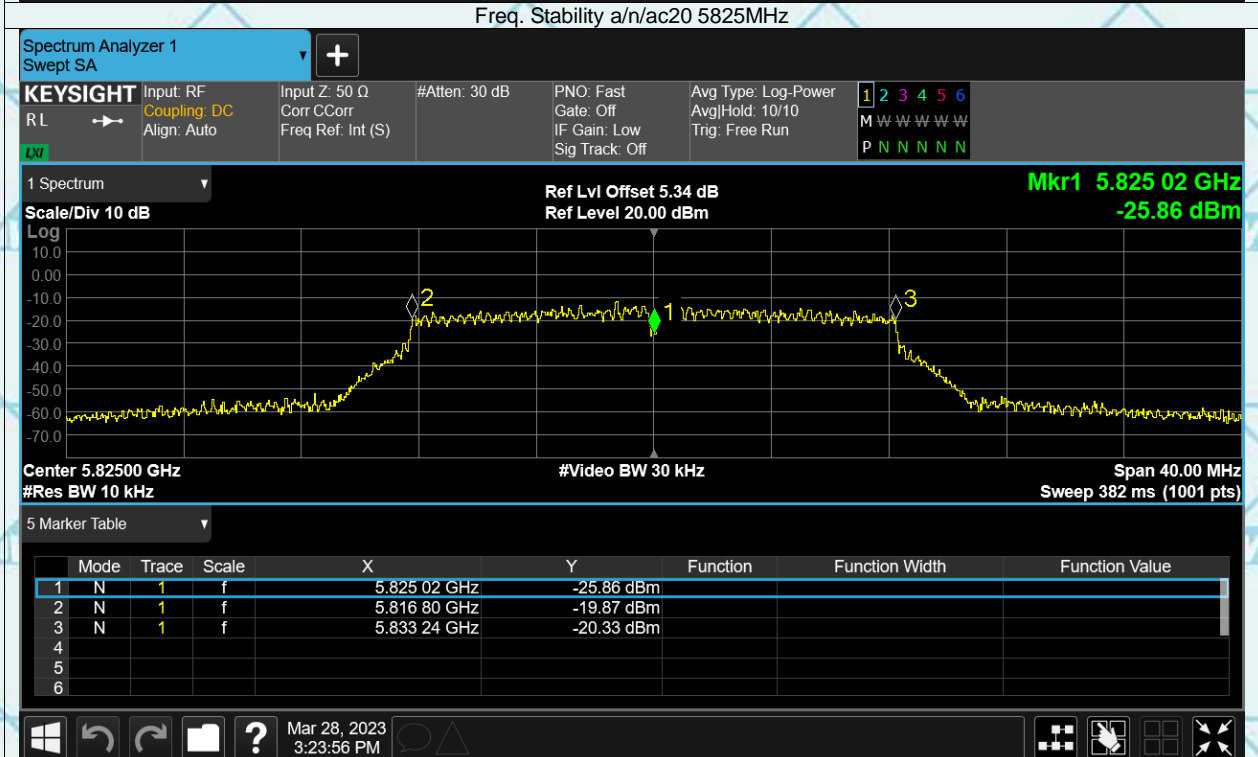 Freq. Stability a/n/ac20 5825MHz
Spectrum Analyzer 1
Swept SA
+
KEYSIGHT
RL
LXI
Input: RF
Coupling: DC
Align: Auto
Input Z: 50 Ω
Corr CCorr
Freq Ref: Int (S)
#Atten: 30 dB
PNO: Fast
Gate: Off
IF Gain: Low
Sig Track: Off
Avg Type: Log-Power
Avg|Hold: 10/10
Trig: Free Run
1 2 3 4 5 6
M W W W W W
P N N N N N
1 Spectrum
Scale/Div 10 dB
Ref Lvl Offset 5.34 dB
Ref Level 20.00 dBm
Mkr1 5.825 02 GHz
-25.86 dBm
Log
10.0
0.00
-10.0
-20.0
-30.0
-40.0
-50.0
-60.0
-70.0
2
1
3
Center 5.82500 GHz
#Res BW 10 kHz
#Video BW 30 kHz
Span 40.00 MHz
Sweep 382 ms (1001 pts)
5 Marker Table
Mode Trace Scale X Y Function Function Width Function Value
1 N 1 f 5.825 02 GHz -25.86 dBm
2 N 1 f 5.816 80 GHz -19.87 dBm
3 N 1 f 5.833 24 GHz -20.33 dBm
4
5
6
?
Mar 28, 2023
3:23:56 PM